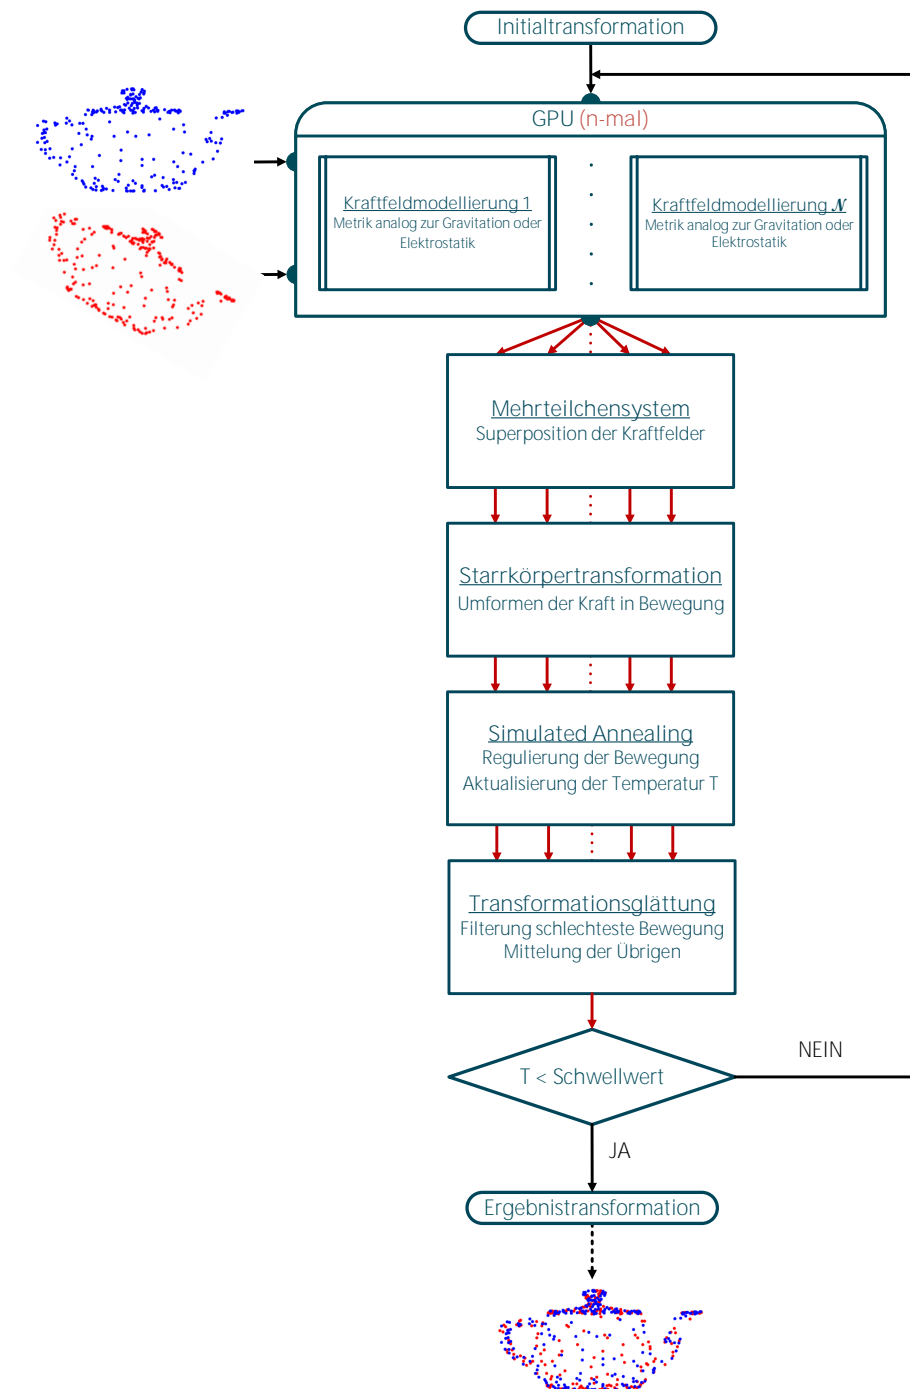 Initialtransformation
GPU (n-mal)
Kraftfeldmodellierung 1
Metrik analog zur Gravitation oder
Elektrostatik
Kraftfeldmodellierung N
Metrik analog zur Gravitation oder
Elektrostatik
Mehrteilchensystem
Superposition der Kraftfelder
Starrkörpertransformation
Umformen der Kraft in Bewegung
Simulated Annealing
Regulierung der Bewegung
Aktualisierung der Temperatur T
Transformationsglättung
Filterung schlechteste Bewegung
Mittelung der Übrigen
T < Schwellwert
NEIN
JA
Ergebnistransformation